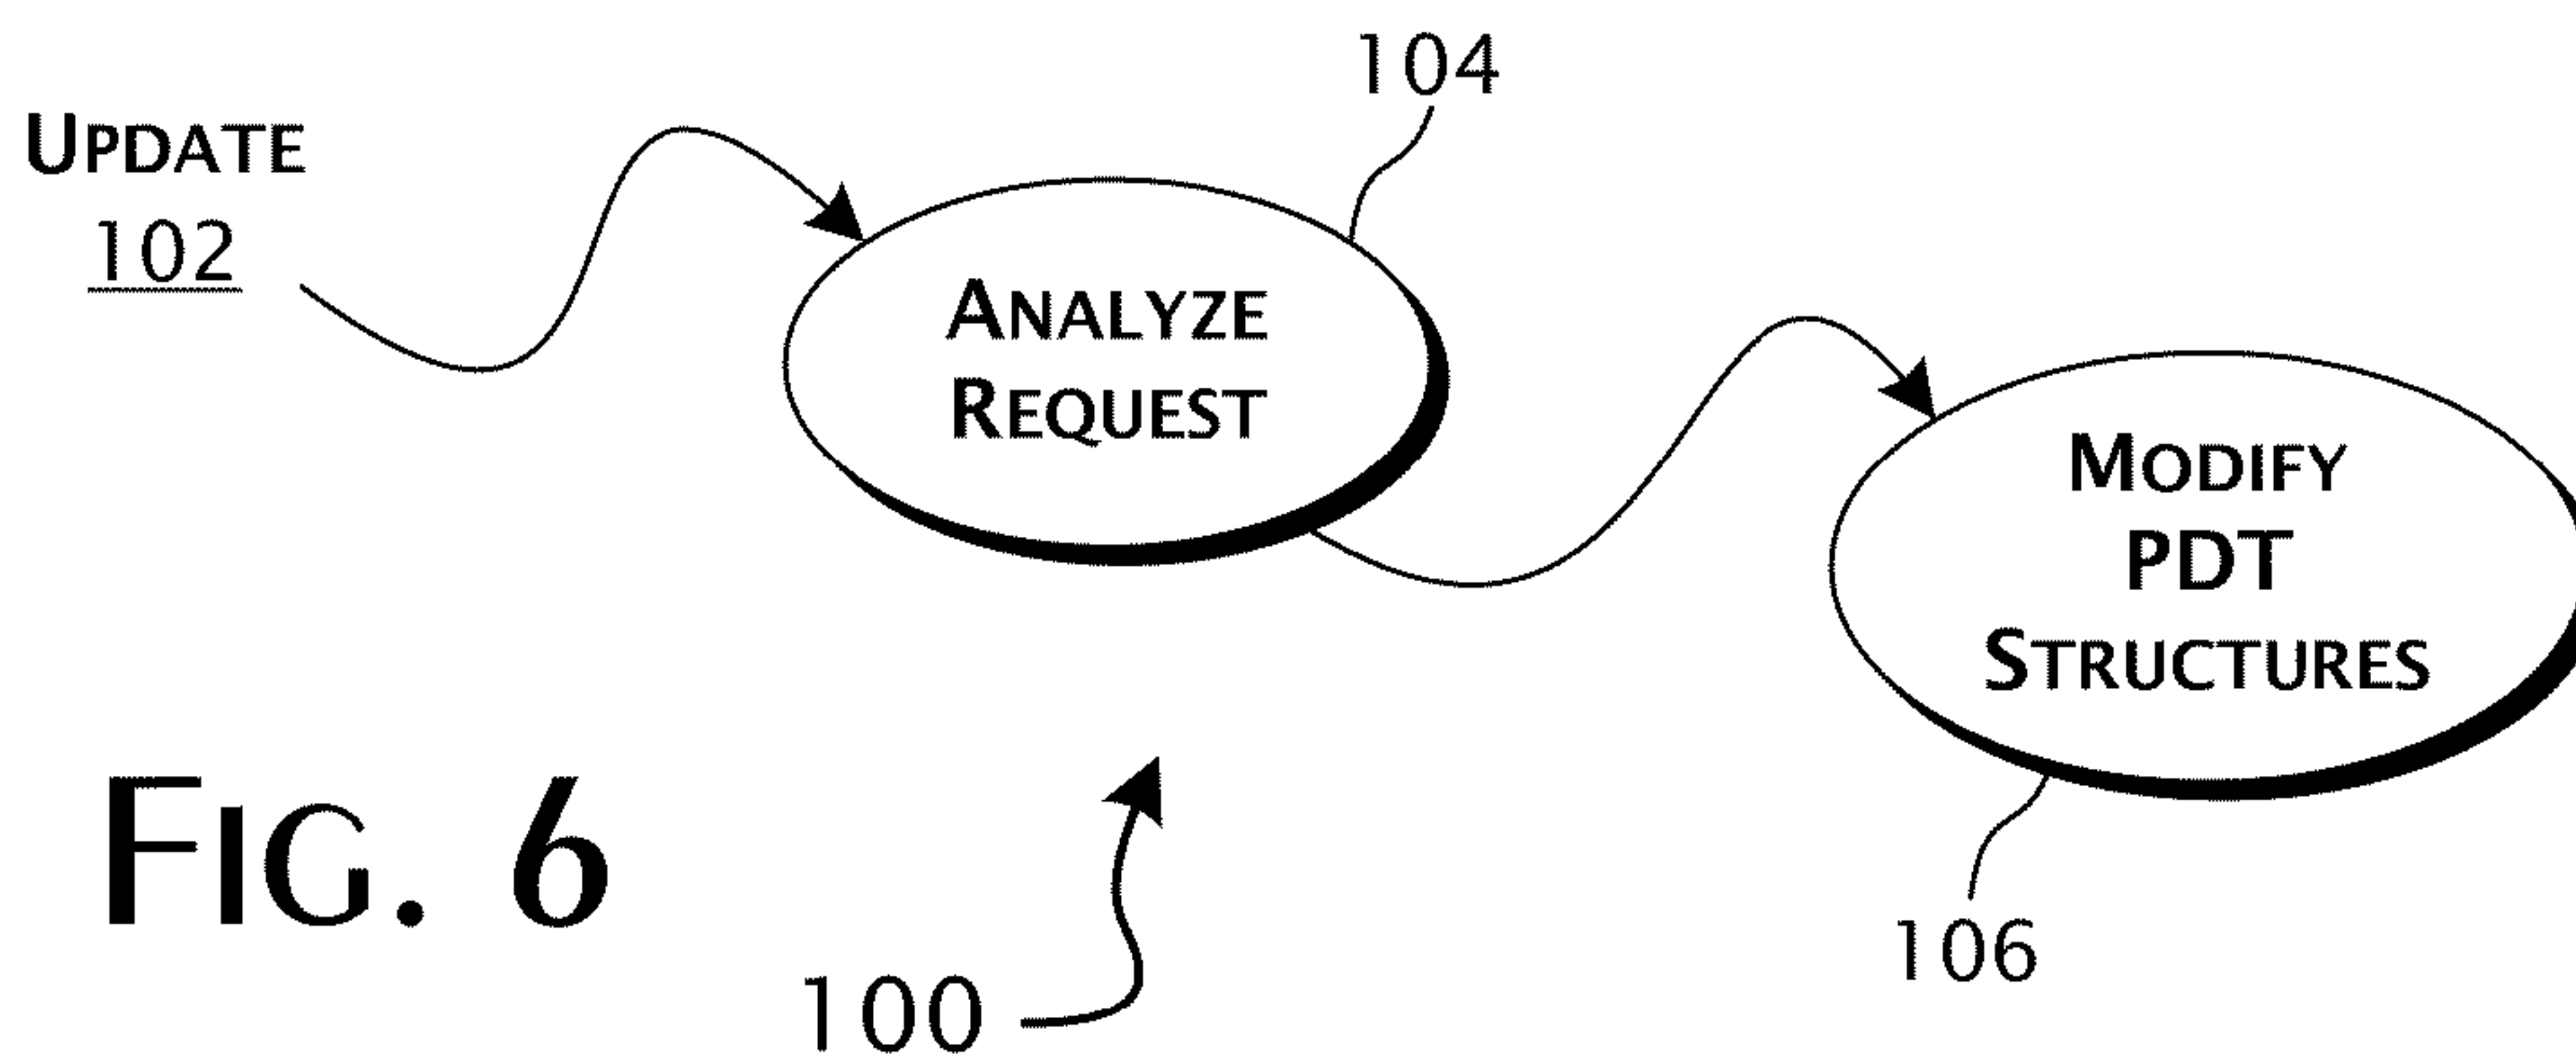 104
UPDATE
102
ANALYZE
REQUEST
MODIFY
PDT
STRUCTURES
FIG. 6
106
100